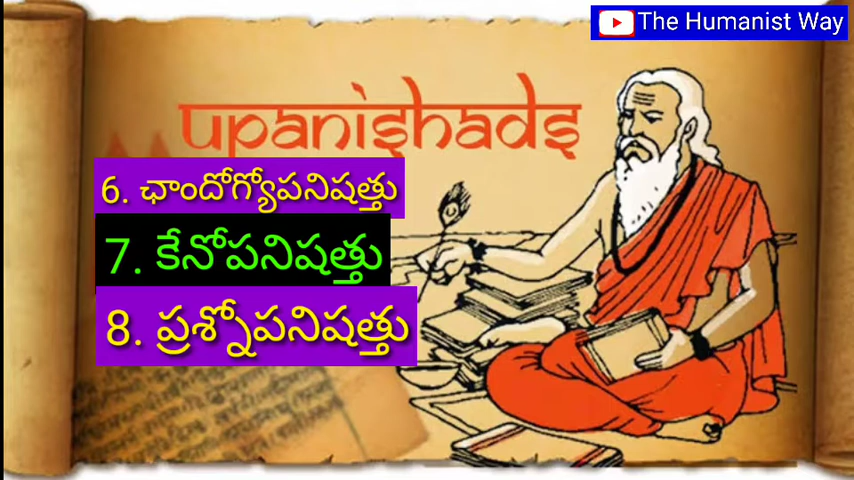 The Humanist Way
upanishads
6. ఛాందోగ్యోపనిషత్తు
7. కేనోపనిషత్తు
8. ప్రశ్నోపనిషత్తు